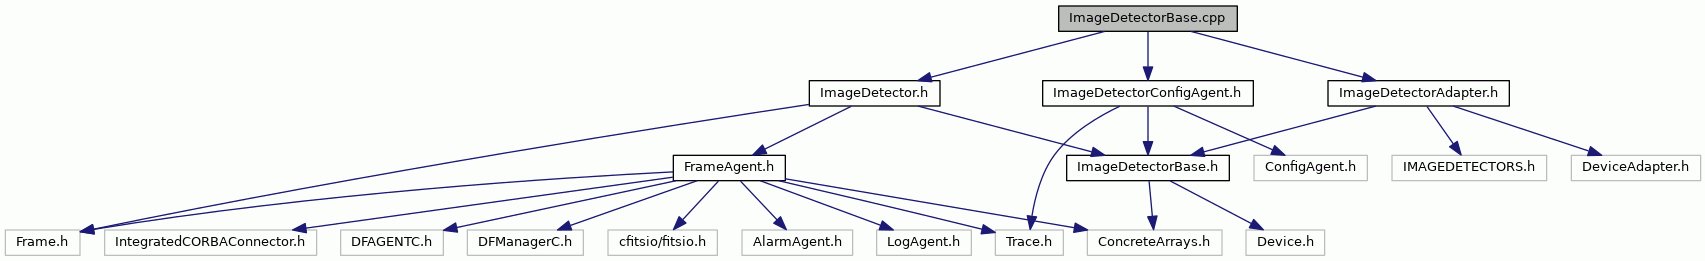 ImageDetectorBase.cpp
ImageDetector.h
ImageDetectorConfigAgent.h
ImageDetectorAdapter.h
FrameAgent.h
ImageDetectorBase.h
ConfigAgent.h
IMAGEDETECTORS.h
DeviceAdapter.h
Frame.h
IntegratedCORBAConnector.h
DFAGENTC.h
DFManagerC.h
cfitsio/fitsio.h
AlarmAgent.h
LogAgent.h
Trace.h
ConcreteArrays.h
Device.h